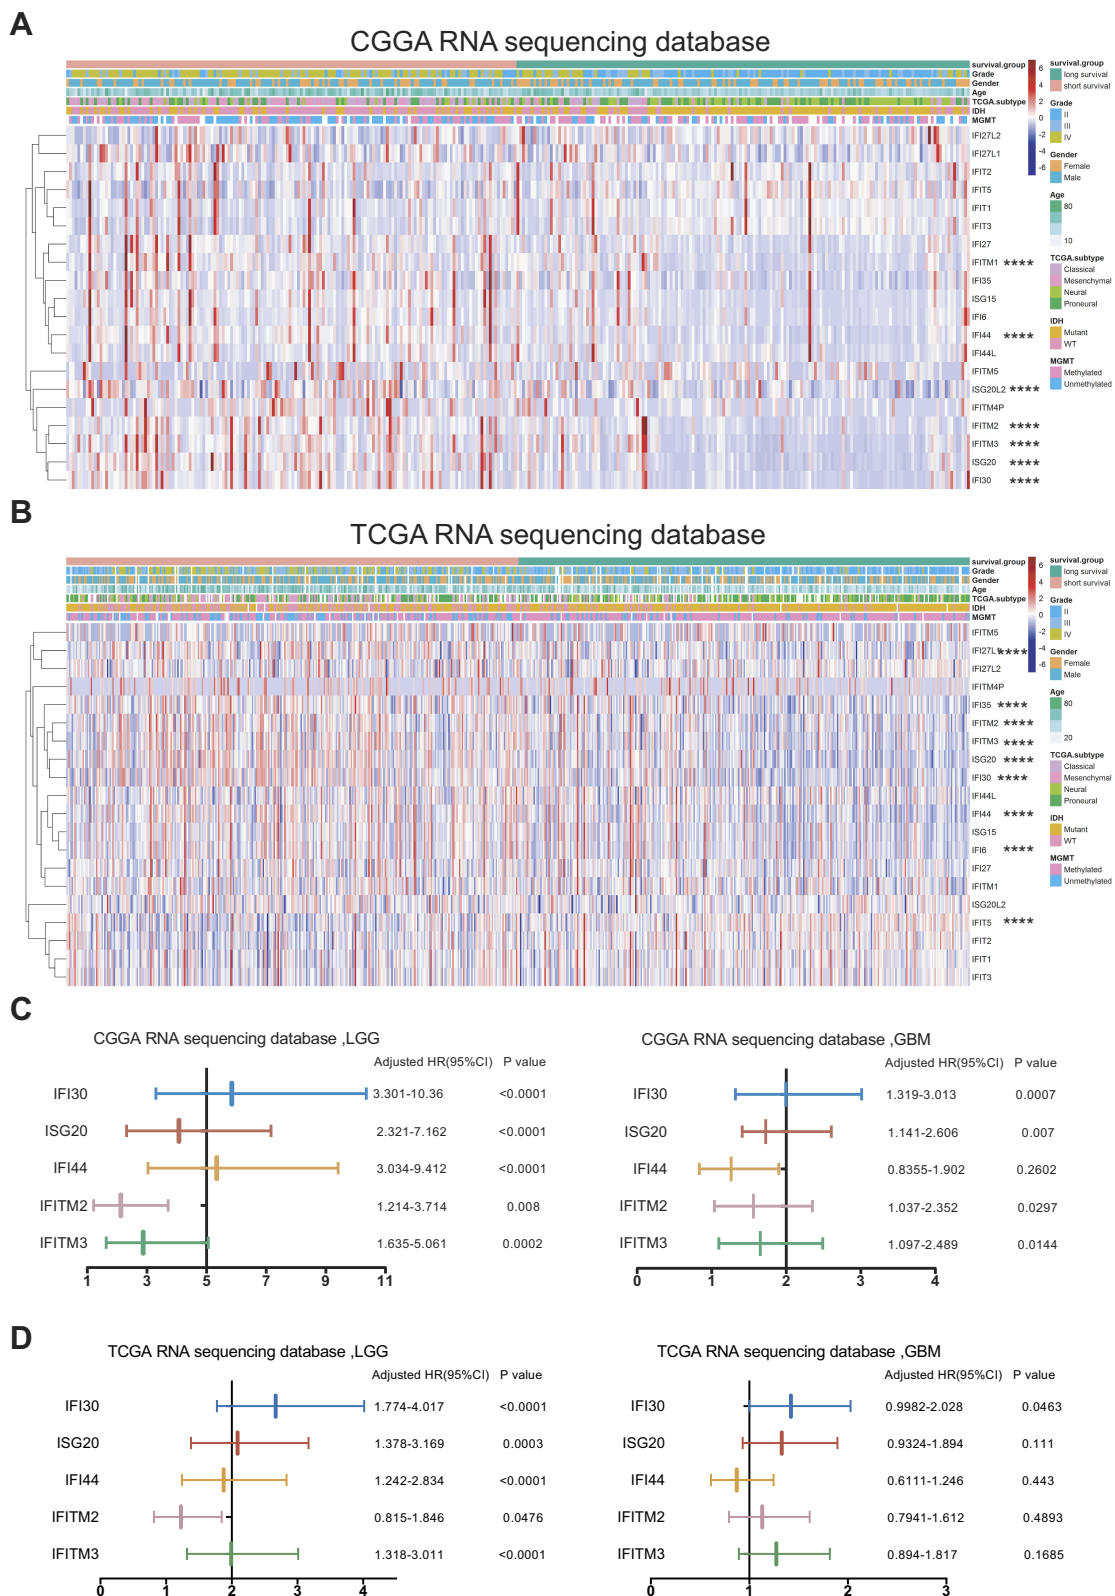 A
CGGA RNA sequencing database
survival.group
Grade
Gender
Age
TCGA.subtype
IDH
MGMT
IFI27L2
IFI27L1
IFIT2
IFIT5
IFIT1
IFIT3
IFI27
IFITM1 ****
IFI35
ISG15
IFI6
IFI44 ****
IFI44L
IFITM5
ISG20L2 ****
IFITM4P
IFITM2 ****
IFITM3 ****
ISG20 ****
IFI30 ****
6
4
2
0
-2
-4
-6
survival.group
long survival
short survival
Grade
II
III
IV
Gender
Female
Male
Age
80
10
TCGA.subtype
Classical
Mesenchymal
Neural
Proneural
IDH
Mutant
WT
MGMT
Methylated
Unmethylated
B
TCGA RNA sequencing database
survival.group
Grade
Gender
Age
TCGA.subtype
IDH
MGMT
IFITM5
IFI27L1 ****
IFI27L2
IFITM4P
IFI35 ****
IFITM2 ****
IFITM3 ****
ISG20 ****
IFI30 ****
IFI44L
IFI44 ****
ISG15
IFI6 ****
IFI27
IFITM1
ISG20L2
IFIT5 ****
IFIT2
IFIT1
IFIT3
6
4
2
0
-2
-4
-6
survival.group
long survival
short survival
Grade
II
III
IV
Gender
Female
Male
Age
80
20
TCGA.subtype
Classical
Mesenchymal
Neural
Proneural
IDH
Mutant
WT
MGMT
Methylated
Unmethylated
C
CGGA RNA sequencing database ,LGG
Adjusted HR(95%CI) P value
IFI30 3.301-10.36 <0.0001
ISG20 2.321-7.162 <0.0001
IFI44 3.034-9.412 <0.0001
IFITM2 1.214-3.714 0.008
IFITM3 1.635-5.061 0.0002
1 3 5 7 9 11
CGGA RNA sequencing database ,GBM
Adjusted HR(95%CI) P value
IFI30 1.319-3.013 0.0007
ISG20 1.141-2.606 0.007
IFI44 0.8355-1.902 0.2602
IFITM2 1.037-2.352 0.0297
IFITM3 1.097-2.489 0.0144
0 1 2 3 4
D
TCGA RNA sequencing database ,LGG
Adjusted HR(95%CI) P value
IFI30 1.774-4.017 <0.0001
ISG20 1.378-3.169 0.0003
IFI44 1.242-2.834 <0.0001
IFITM2 0.815-1.846 0.0476
IFITM3 1.318-3.011 <0.0001
0 1 2 3 4
TCGA RNA sequencing database ,GBM
Adjusted HR(95%CI) P value
IFI30 0.9982-2.028 0.0463
ISG20 0.9324-1.894 0.111
IFI44 0.6111-1.246 0.443
IFITM2 0.7941-1.612 0.4893
IFITM3 0.894-1.817 0.1685
0 1 2 3